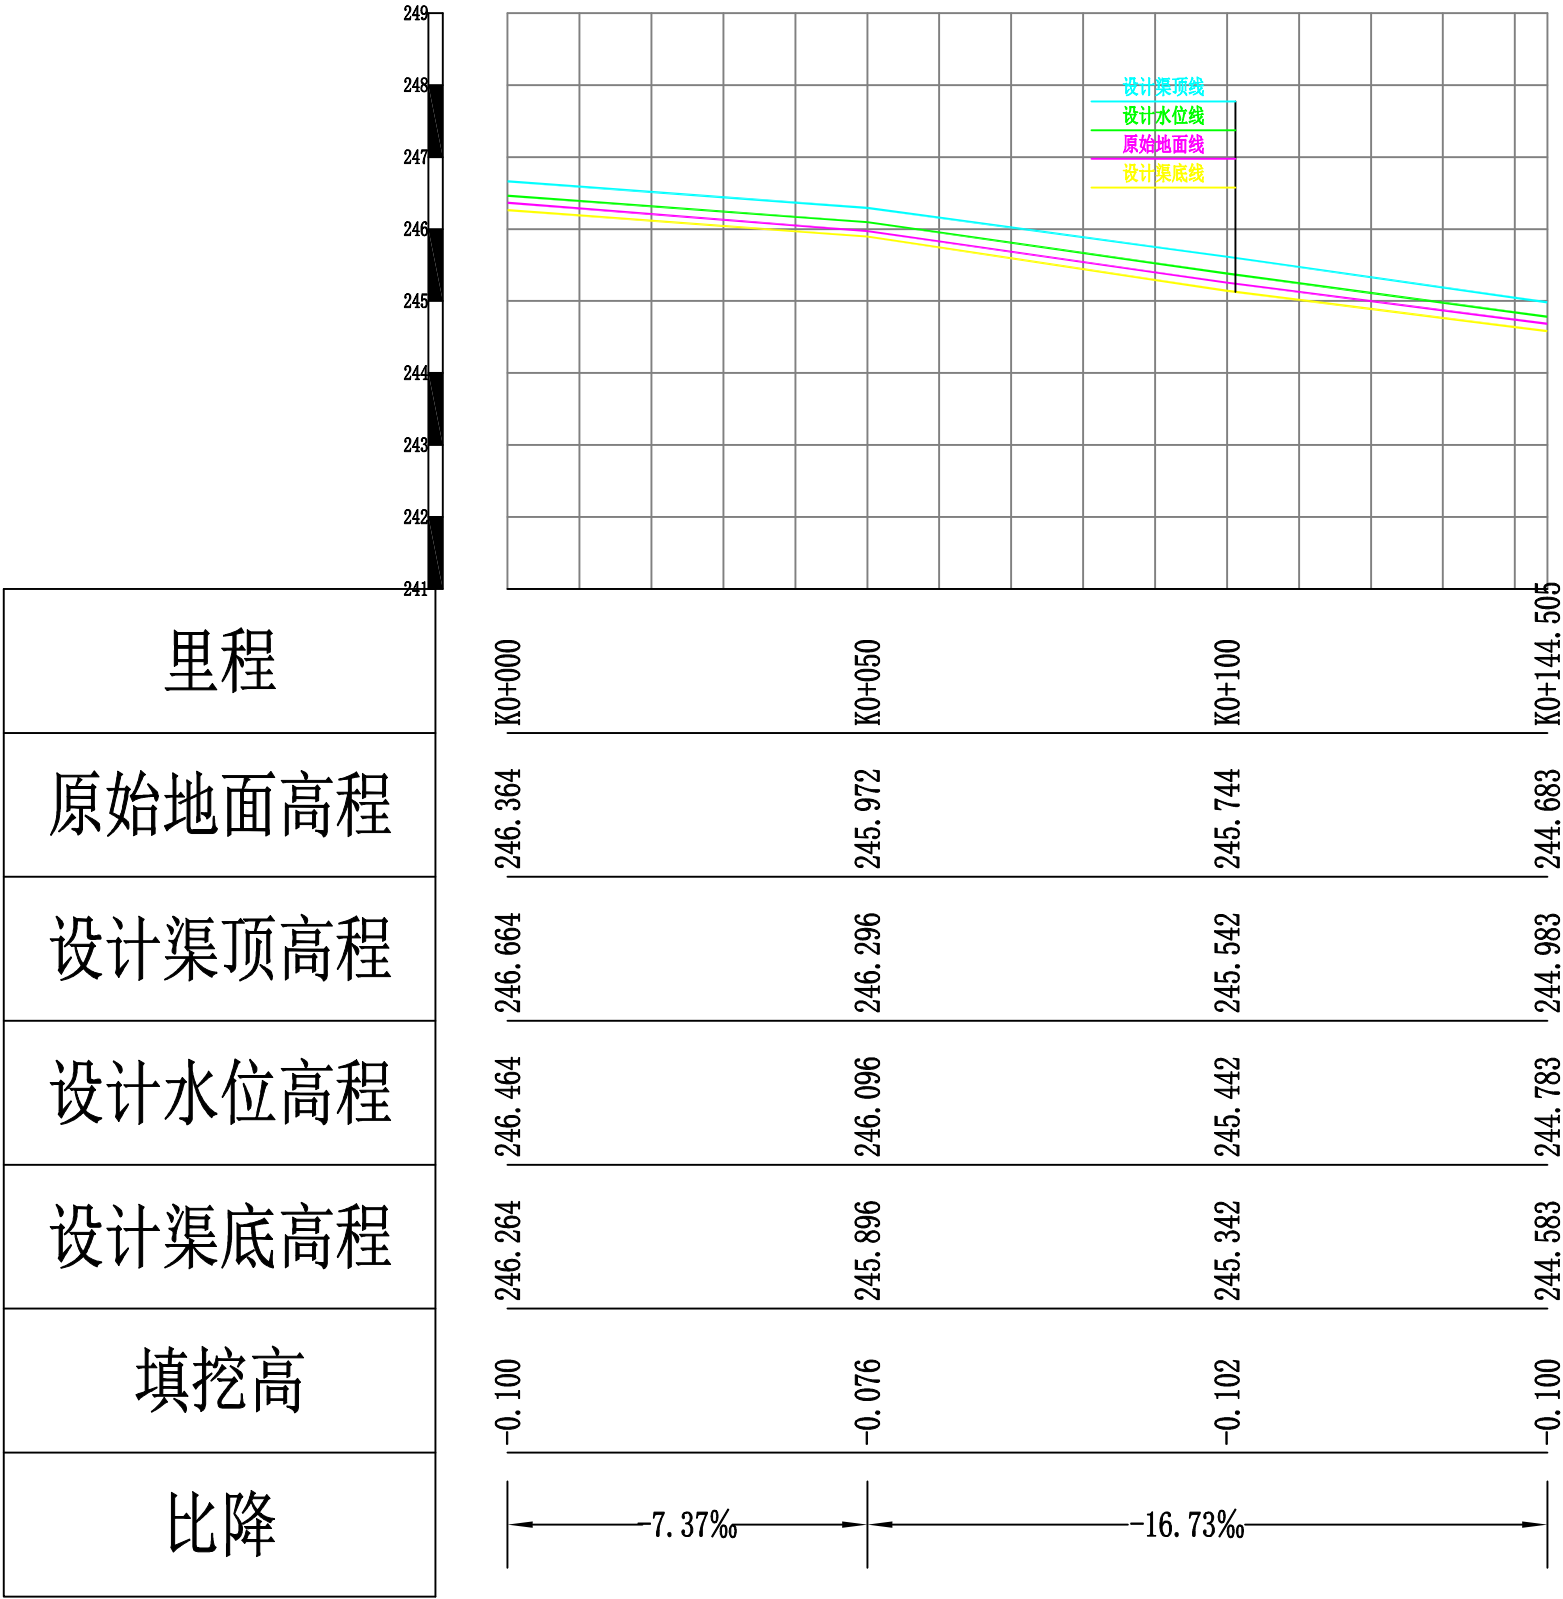 249
248
247
246
245
244
243
242
241
设计渠顶线
设计水位线
原始地面线
设计渠底线
里程 K0+000 K0+050 K0+100 K0+144.505
原始地面高程 246.364 245.972 245.744 244.683
设计渠顶高程 246.664 246.296 245.542 244.983
设计水位高程 246.464 246.096 245.442 244.783
设计渠底高程 246.264 245.896 245.342 244.583
填挖高 -0.100 -0.076 -0.102 -0.100
比降 -7.37‰ -16.73‰